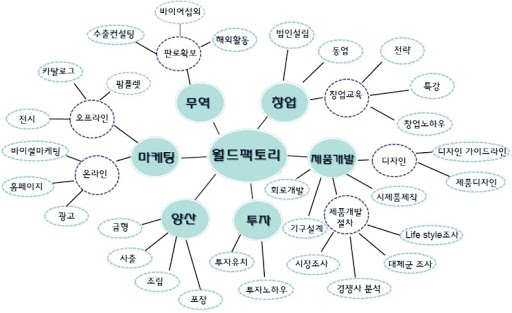 바이어섭외
수출컨설팅
판로확보
해외활동
무역
법인설립
동업
전략
특강
창업교육
창업노하우
창업
카탈로그
팜플렛
전시
오프라인
바이럴마케팅
온라인
홈페이지
광고
마케팅
월드팩토리
제품개발
디자인
디자인 가이드라인
제품디자인
시제품제작
회로개발
기구설계
제품개발
절차
Life style조사
대체군 조사
경쟁사 분석
시장조사
양산
금형
사출
조립
포장
투자
투자유치
투자노하우